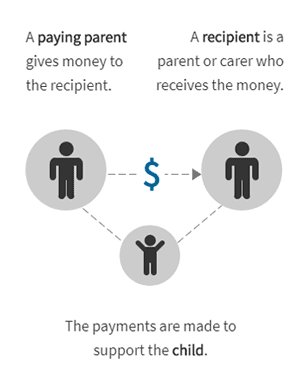 A paying parent
gives money to
the recipient.
A recipient is a
parent or carer who
receives the money.
$
The payments are made to
support the child.